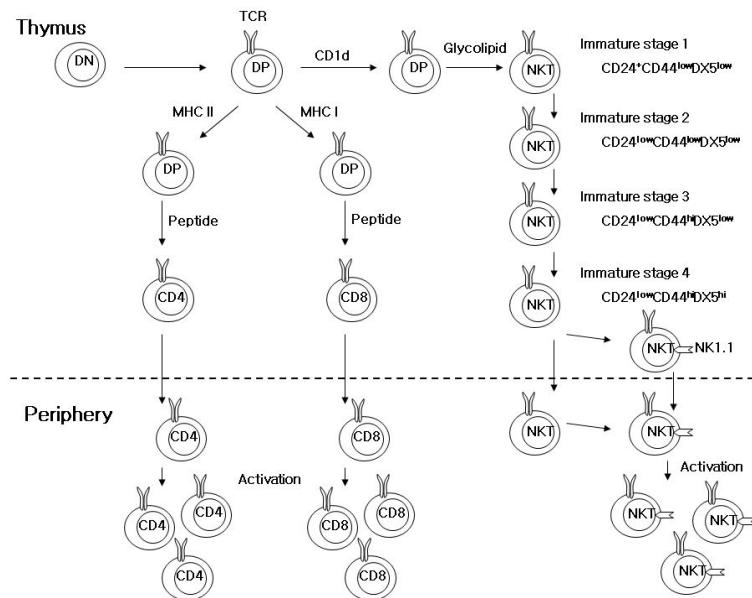 Thymus
TCR
DN
DP
CD1d
DP
Glycolipid
NKT
Immature stage 1
CD24⁺CD44ˡᵒʷDX5ˡᵒʷ
MHC II
MHC I
NKT
Immature stage 2
CD24ˡᵒʷCD44ˡᵒʷDX5ˡᵒʷ
DP
DP
NKT
Immature stage 3
CD24ˡᵒʷCD44ʰⁱDX5ˡᵒʷ
Peptide
Peptide
CD4
CD8
NKT
Immature stage 4
CD24ˡᵒʷCD44ʰⁱDX5ʰⁱ
NKT
NK1.1
Periphery
CD4
CD8
NKT
NKT
Activation
Activation
CD4
CD4
CD4
CD8
CD8
CD8
NKT
NKT
NKT